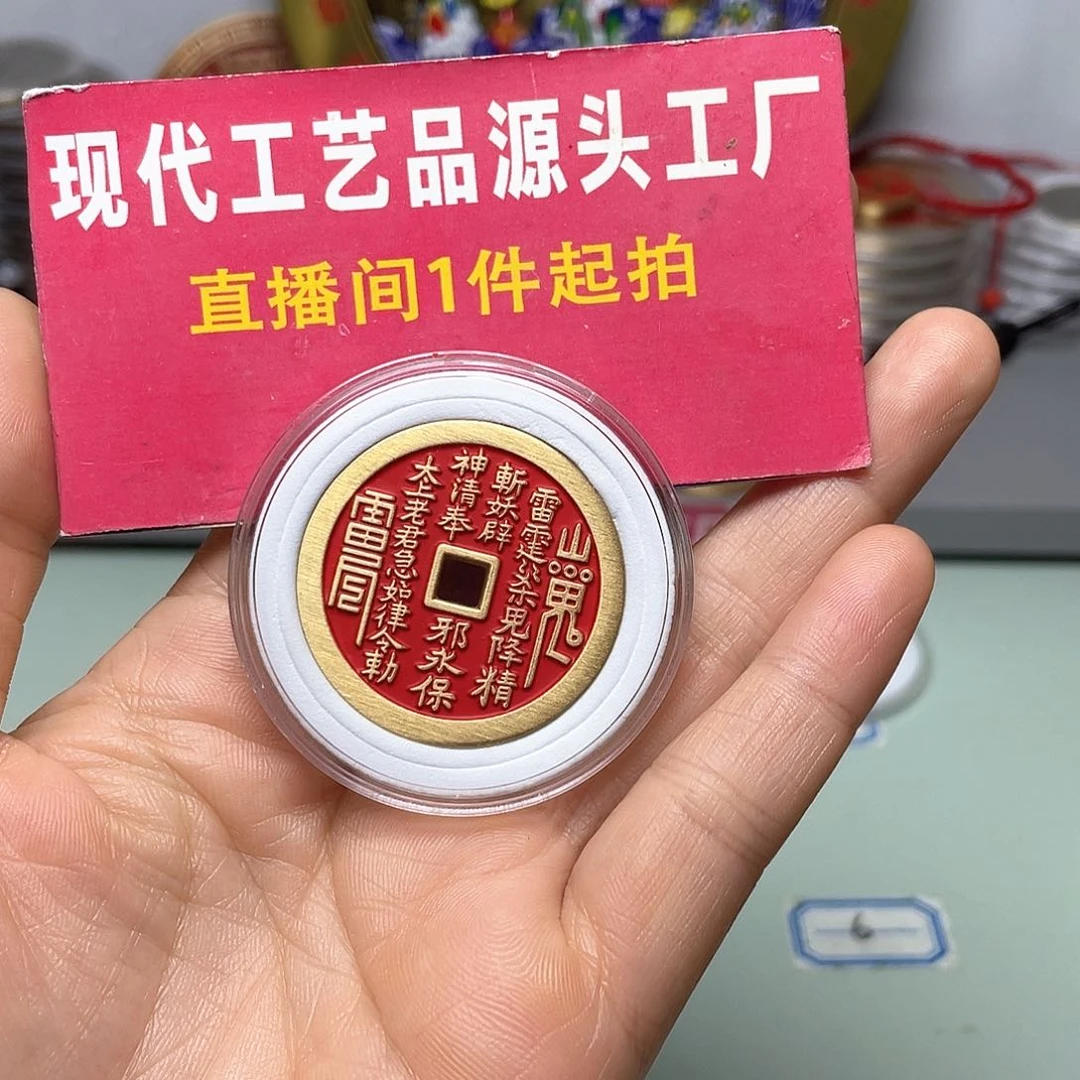 现代工艺品源头工厂
直播间1件起拍
雷霆杀鬼降精
斬妖辟邪永保
神清奉
太上老君急如律令勅
6